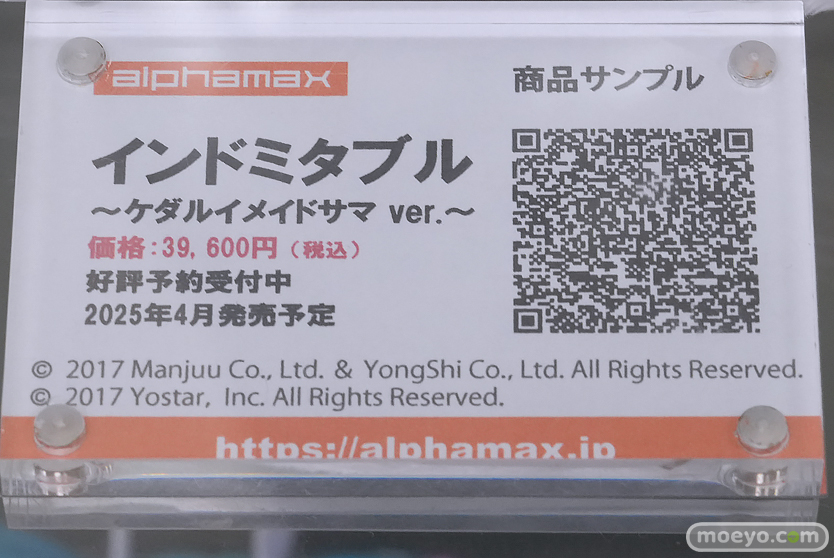 alphamax
商品サンプル
インドミタブル
～ケダルイメイドサマ ver.～
価格:39,600円(税込)
好評予約受付中
2025年4月発売予定
© 2017 Manjuu Co., Ltd. & YongShi Co., Ltd. All Rights Reserved.
© 2017 Yostar, Inc. All Rights Reserved.
https://alphamax.jp
moeyo.com